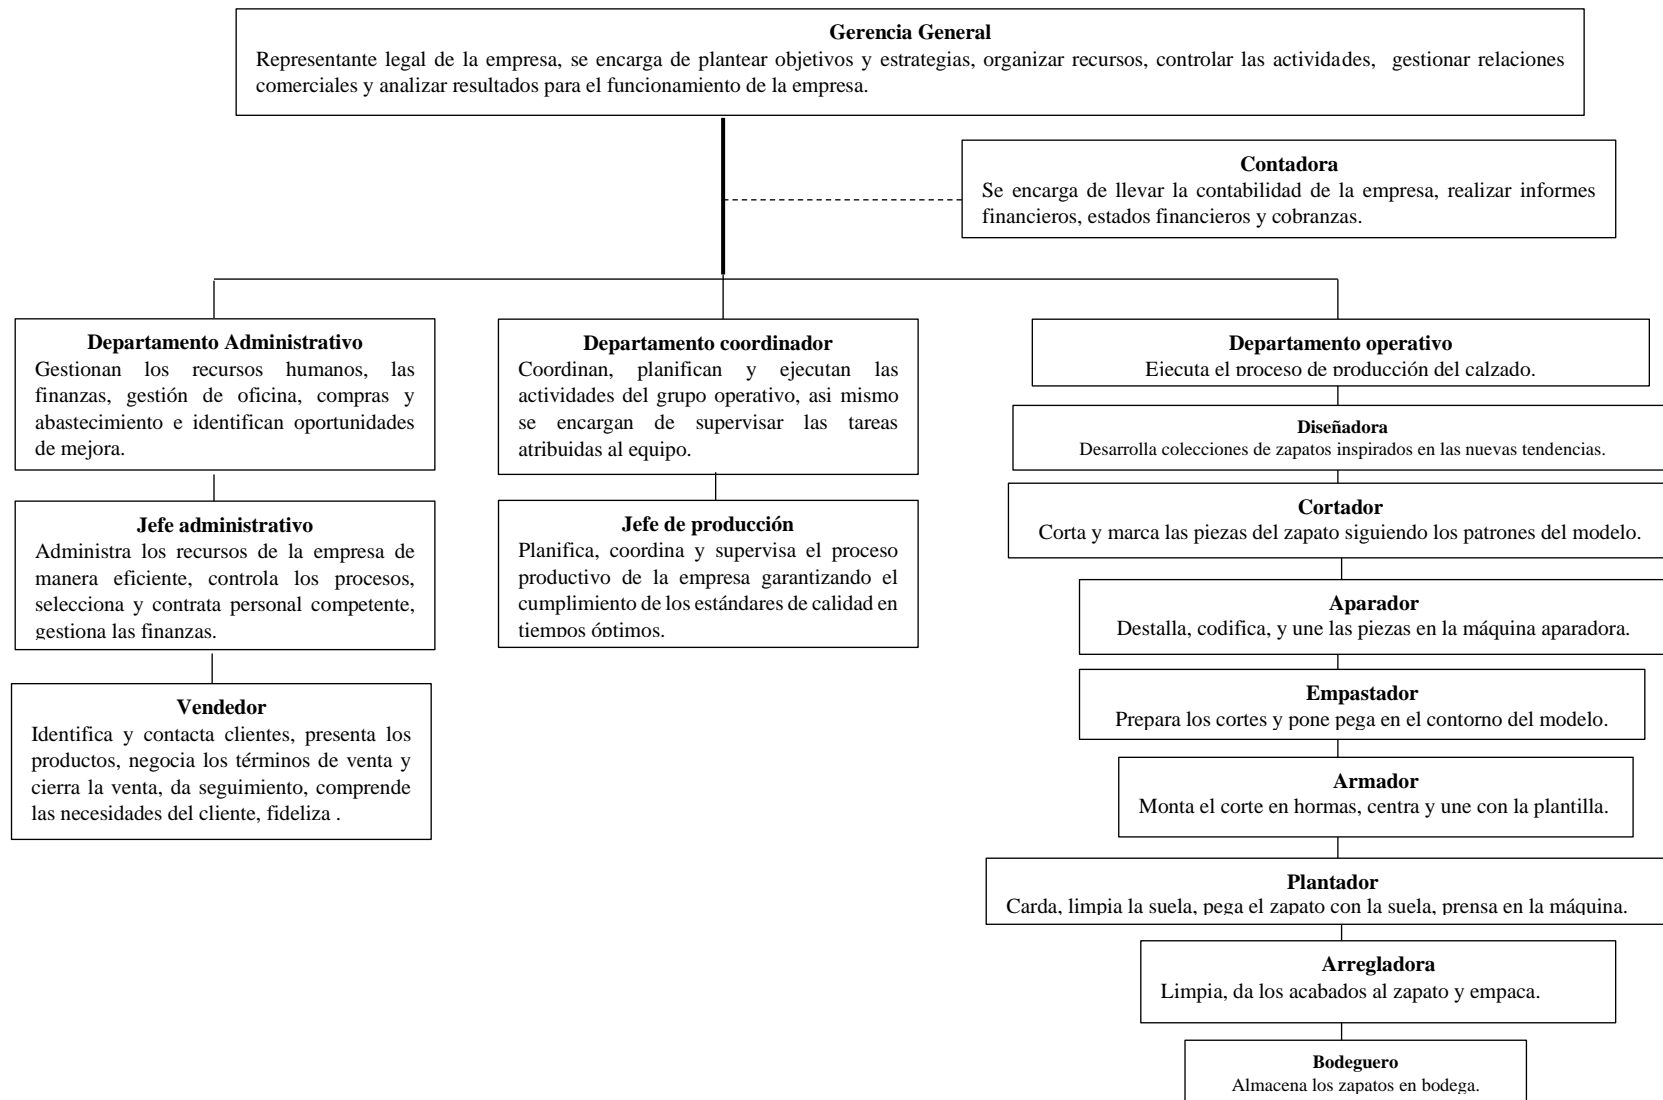 Gerencia General
Representante legal de la empresa, se encarga de plantear objetivos y estrategias, organizar recursos, controlar las actividades, gestionar relaciones
comerciales y analizar resultados para el funcionamiento de la empresa.
Contadora
Se encarga de llevar la contabilidad de la empresa, realizar informes
financieros, estados financieros y cobranzas.
Departamento Administrativo
Gestionan los recursos humanos, las
finanzas, gestión de oficina, compras y
abastecimiento e identifican oportunidades
de mejora.
Jefe administrativo
Administra los recursos de la empresa de
manera eficiente, controla los procesos,
selecciona y contrata personal competente,
gestiona las finanzas.
Vendedor
Identifica y contacta clientes, presenta los
productos, negocia los términos de venta y
cierra la venta, da seguimiento, comprende
las necesidades del cliente, fideliza .
Departamento coordinador
Coordinan, planifican y ejecutan las
actividades del grupo operativo, asi mismo
se encargan de supervisar las tareas
atribuidas al equipo.
Jefe de producción
Planifica, coordina y supervisa el proceso
productivo de la empresa garantizando el
cumplimiento de los estándares de calidad en
tiempos óptimos.
Departamento operativo
Ejecuta el proceso de producción del calzado.
Diseñadora
Desarrolla colecciones de zapatos inspirados en las nuevas tendencias.
Cortador
Corta y marca las piezas del zapato siguiendo los patrones del modelo.
Aparador
Destalla, codifica, y une las piezas en la máquina aparadora.
Empastador
Prepara los cortes y pone pega en el contorno del modelo.
Armador
Monta el corte en hormas, centra y une con la plantilla.
Plantador
Carda, limpia la suela, pega el zapato con la suela, prensa en la máquina.
Arregladora
Limpia, da los acabados al zapato y empaca.
Bodeguero
Almacena los zapatos en bodega.